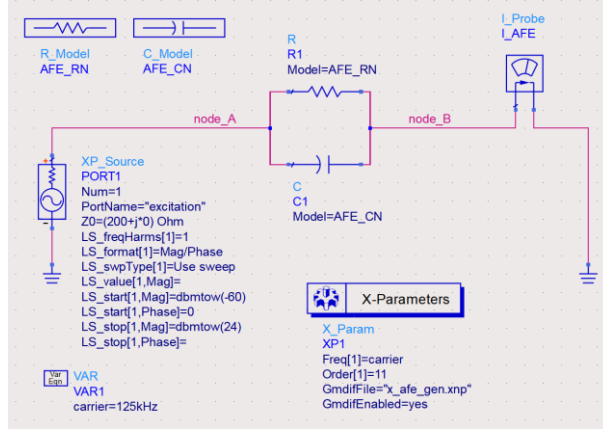 R_Model
AFE_RN
C_Model
AFE_CN
R
R1
Model=AFE_RN
I_Probe
I_AFE
node_A
node_B
C
C1
Model=AFE_CN
XP_Source
PORT1
Num=1
PortName="excitation"
Z0=(200+j*0) Ohm
LS_freqHarms[1]=1
LS_format[1]=Mag/Phase
LS_swpType[1]=Use sweep
LS_value[1,Mag]=
LS_start[1,Mag]=dbmtow(-60)
LS_start[1,Phase]=0
LS_stop[1,Mag]=dbmtow(24)
LS_stop[1,Phase]=
X-Parameters
X_Param
XP1
Freq[1]=carrier
Order[1]=11
GmdifFile="x_afe_gen.xnp"
GmdifEnabled=yes
Var
Eqn
VAR
VAR1
carrier=125kHz